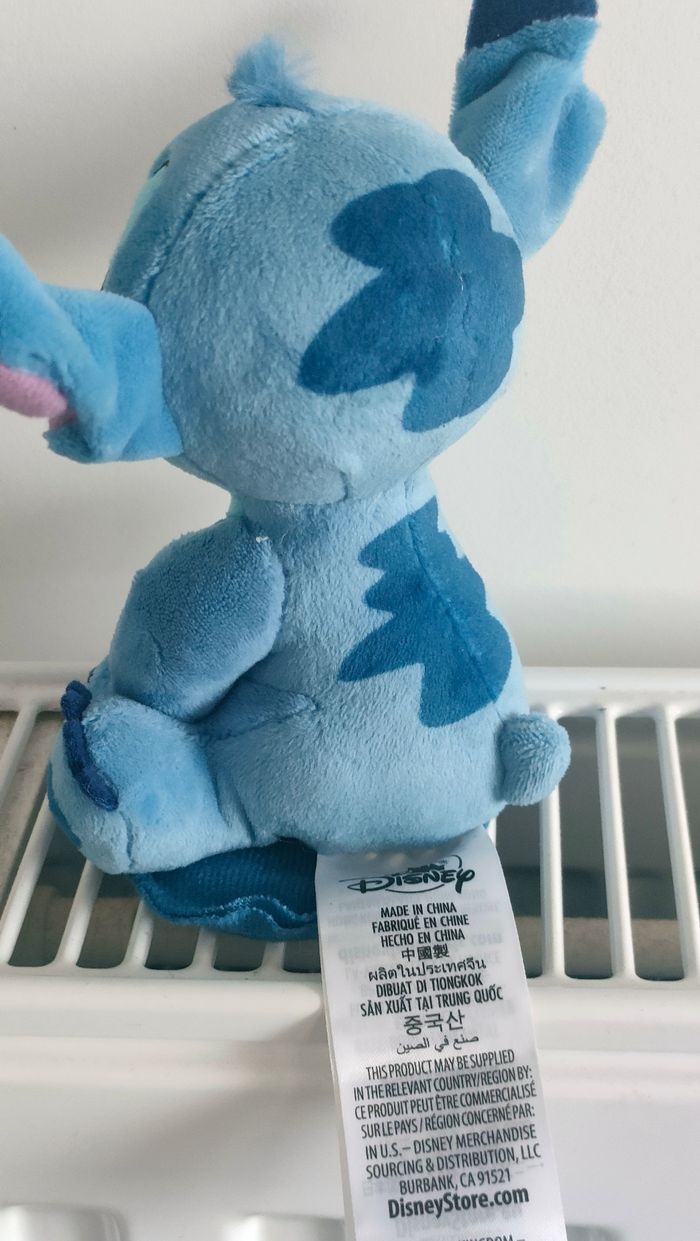 Disney
MADE IN CHINA
FABRIQUÉ EN CHINE
HECHO EN CHINA
中國製
ผลิตในประเทศจีน
DIBUAT DI TIONGKOK
SẢN XUẤT TẠI TRUNG QUỐC
중국산
صنع في الصين
THIS PRODUCT MAY BE SUPPLIED
IN THE RELEVANT COUNTRY/REGION BY:
CE PRODUIT PEUT ÊTRE COMMERCIALISÉ
SUR LE PAYS / RÉGION CONCERNÉ PAR:
IN U.S.– DISNEY MERCHANDISE
SOURCING & DISTRIBUTION, LLC
BURBANK, CA 91521
DisneyStore.com